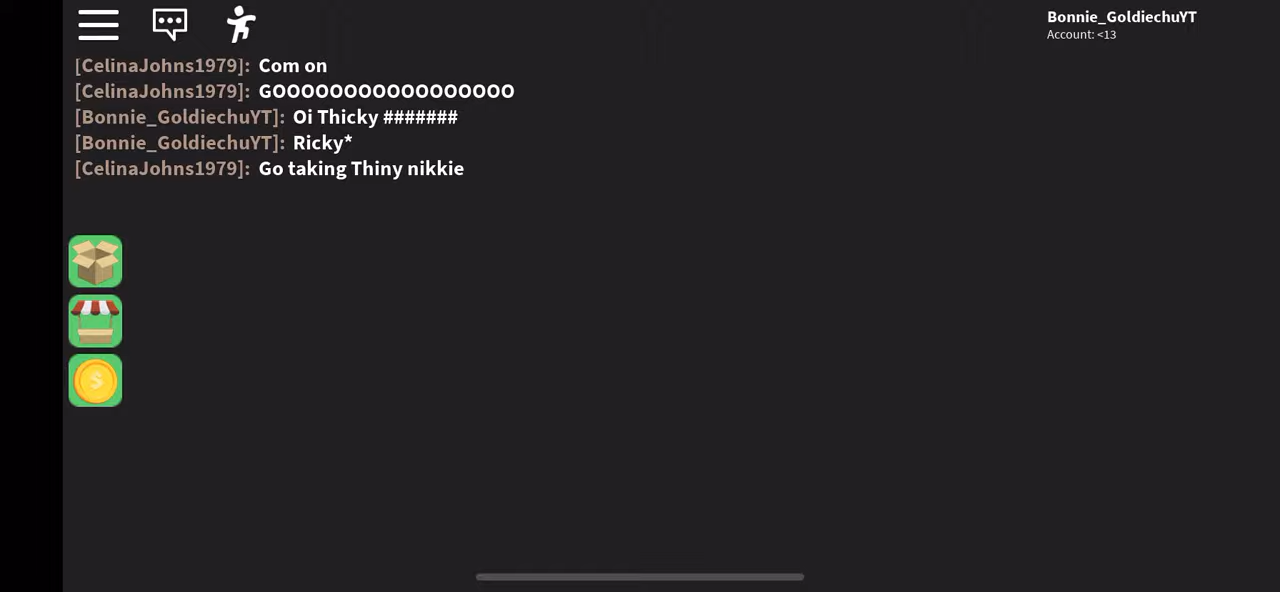 Bonnie_GoldiechuYT
Account: <13
[CelinaJohns1979]: Com on
[CelinaJohns1979]: GOOOOOOOOOOOOOOOOO
[Bonnie_GoldiechuYT]: Oi Thicky #######
[Bonnie_GoldiechuYT]: Ricky*
[CelinaJohns1979]: Go taking Thiny nikkie
$